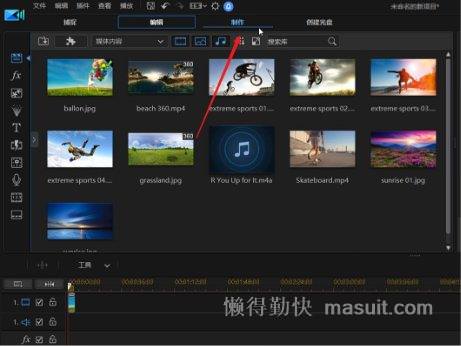 文件 编辑 插件 查看 播放
未命名的新项目*
捕捉 编辑 制作 创建光盘
媒体内容 搜索库
360
360
ballon.jpg beach 360.mp4 extreme sports 01.... extreme sports 02.... extreme sports 03....
extreme sports 04.... grassland.jpg R You Up for It.m4a Skateboard.mp4 sunrise 01.jpg
工具
1.
1.
fx
懒得勤快 masuit.com